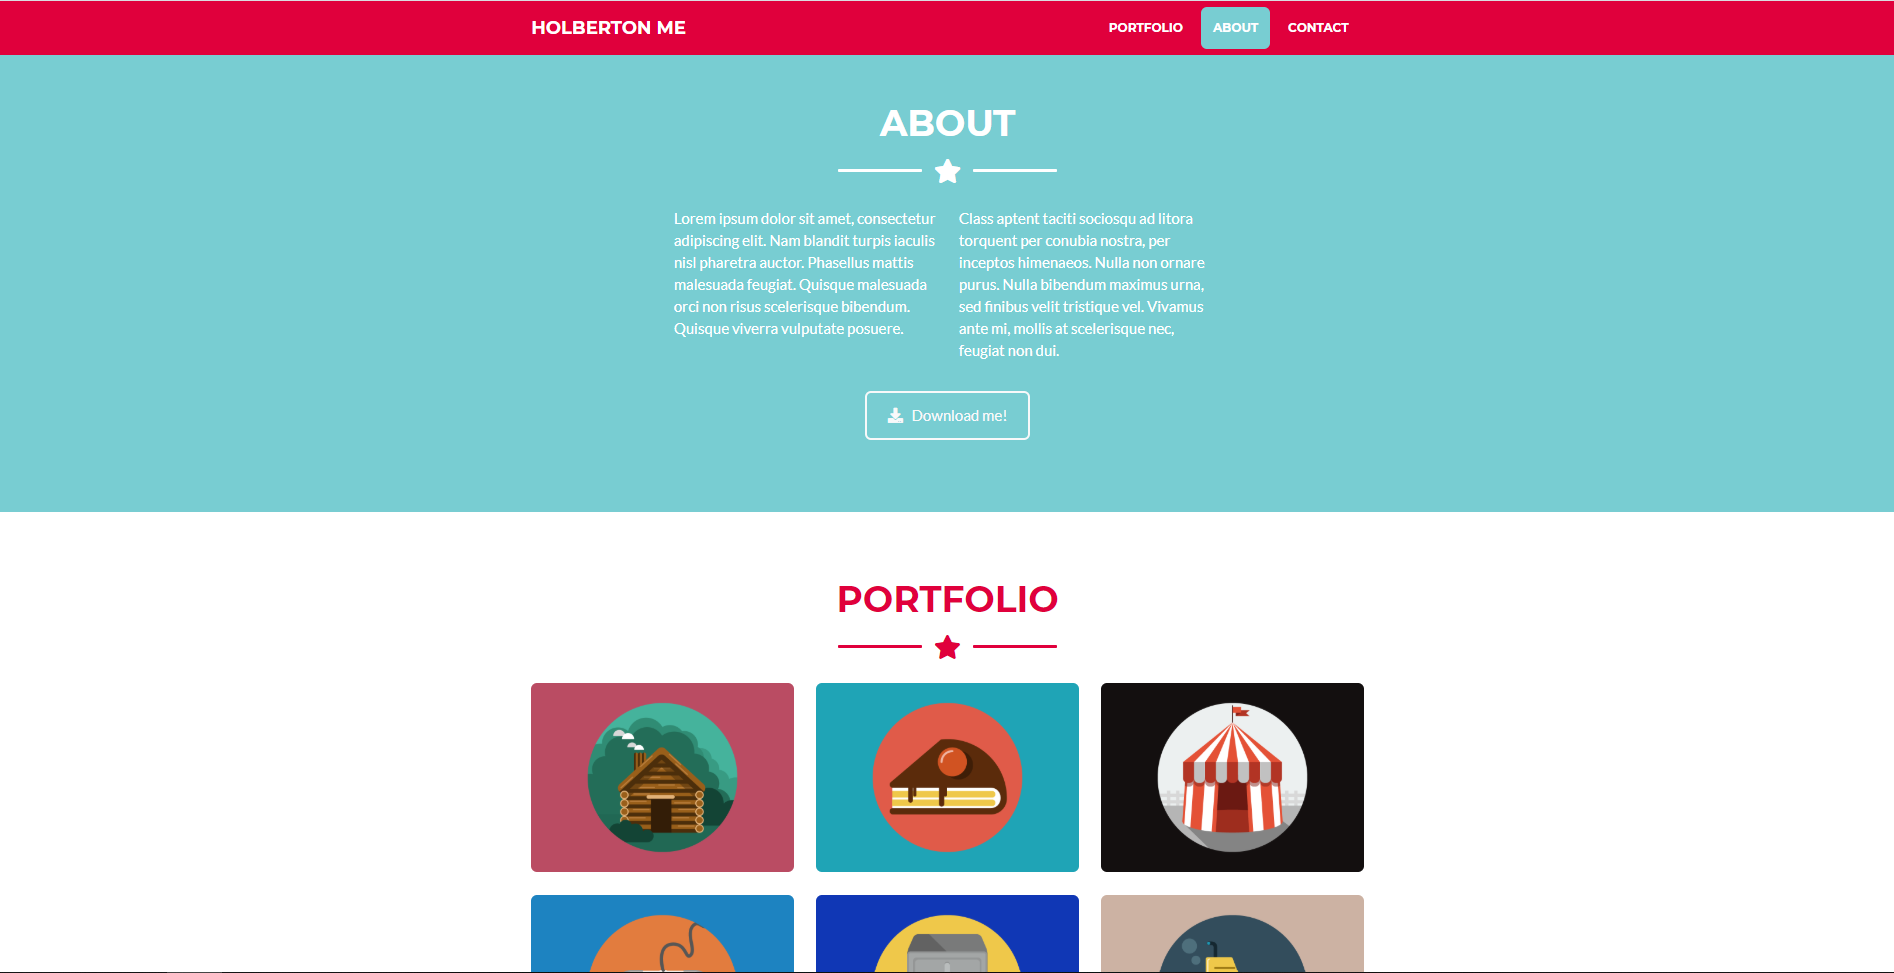 HOLBERTON ME
PORTFOLIO
ABOUT
CONTACT
ABOUT
Lorem ipsum dolor sit amet, consectetur
adipiscing elit. Nam blandit turpis iaculis
nisl pharetra auctor. Phasellus mattis
malesuada feugiat. Quisque malesuada
orci non risus scelerisque bibendum.
Quisque viverra vulputate posuere.
Class aptent taciti sociosqu ad litora
torquent per conubia nostra, per
inceptos himenaeos. Nulla non ornare
purus. Nulla bibendum maximus urna,
sed finibus velit tristique vel. Vivamus
ante mi, mollis at scelerisque nec,
feugiat non dui.
Download me!
PORTFOLIO